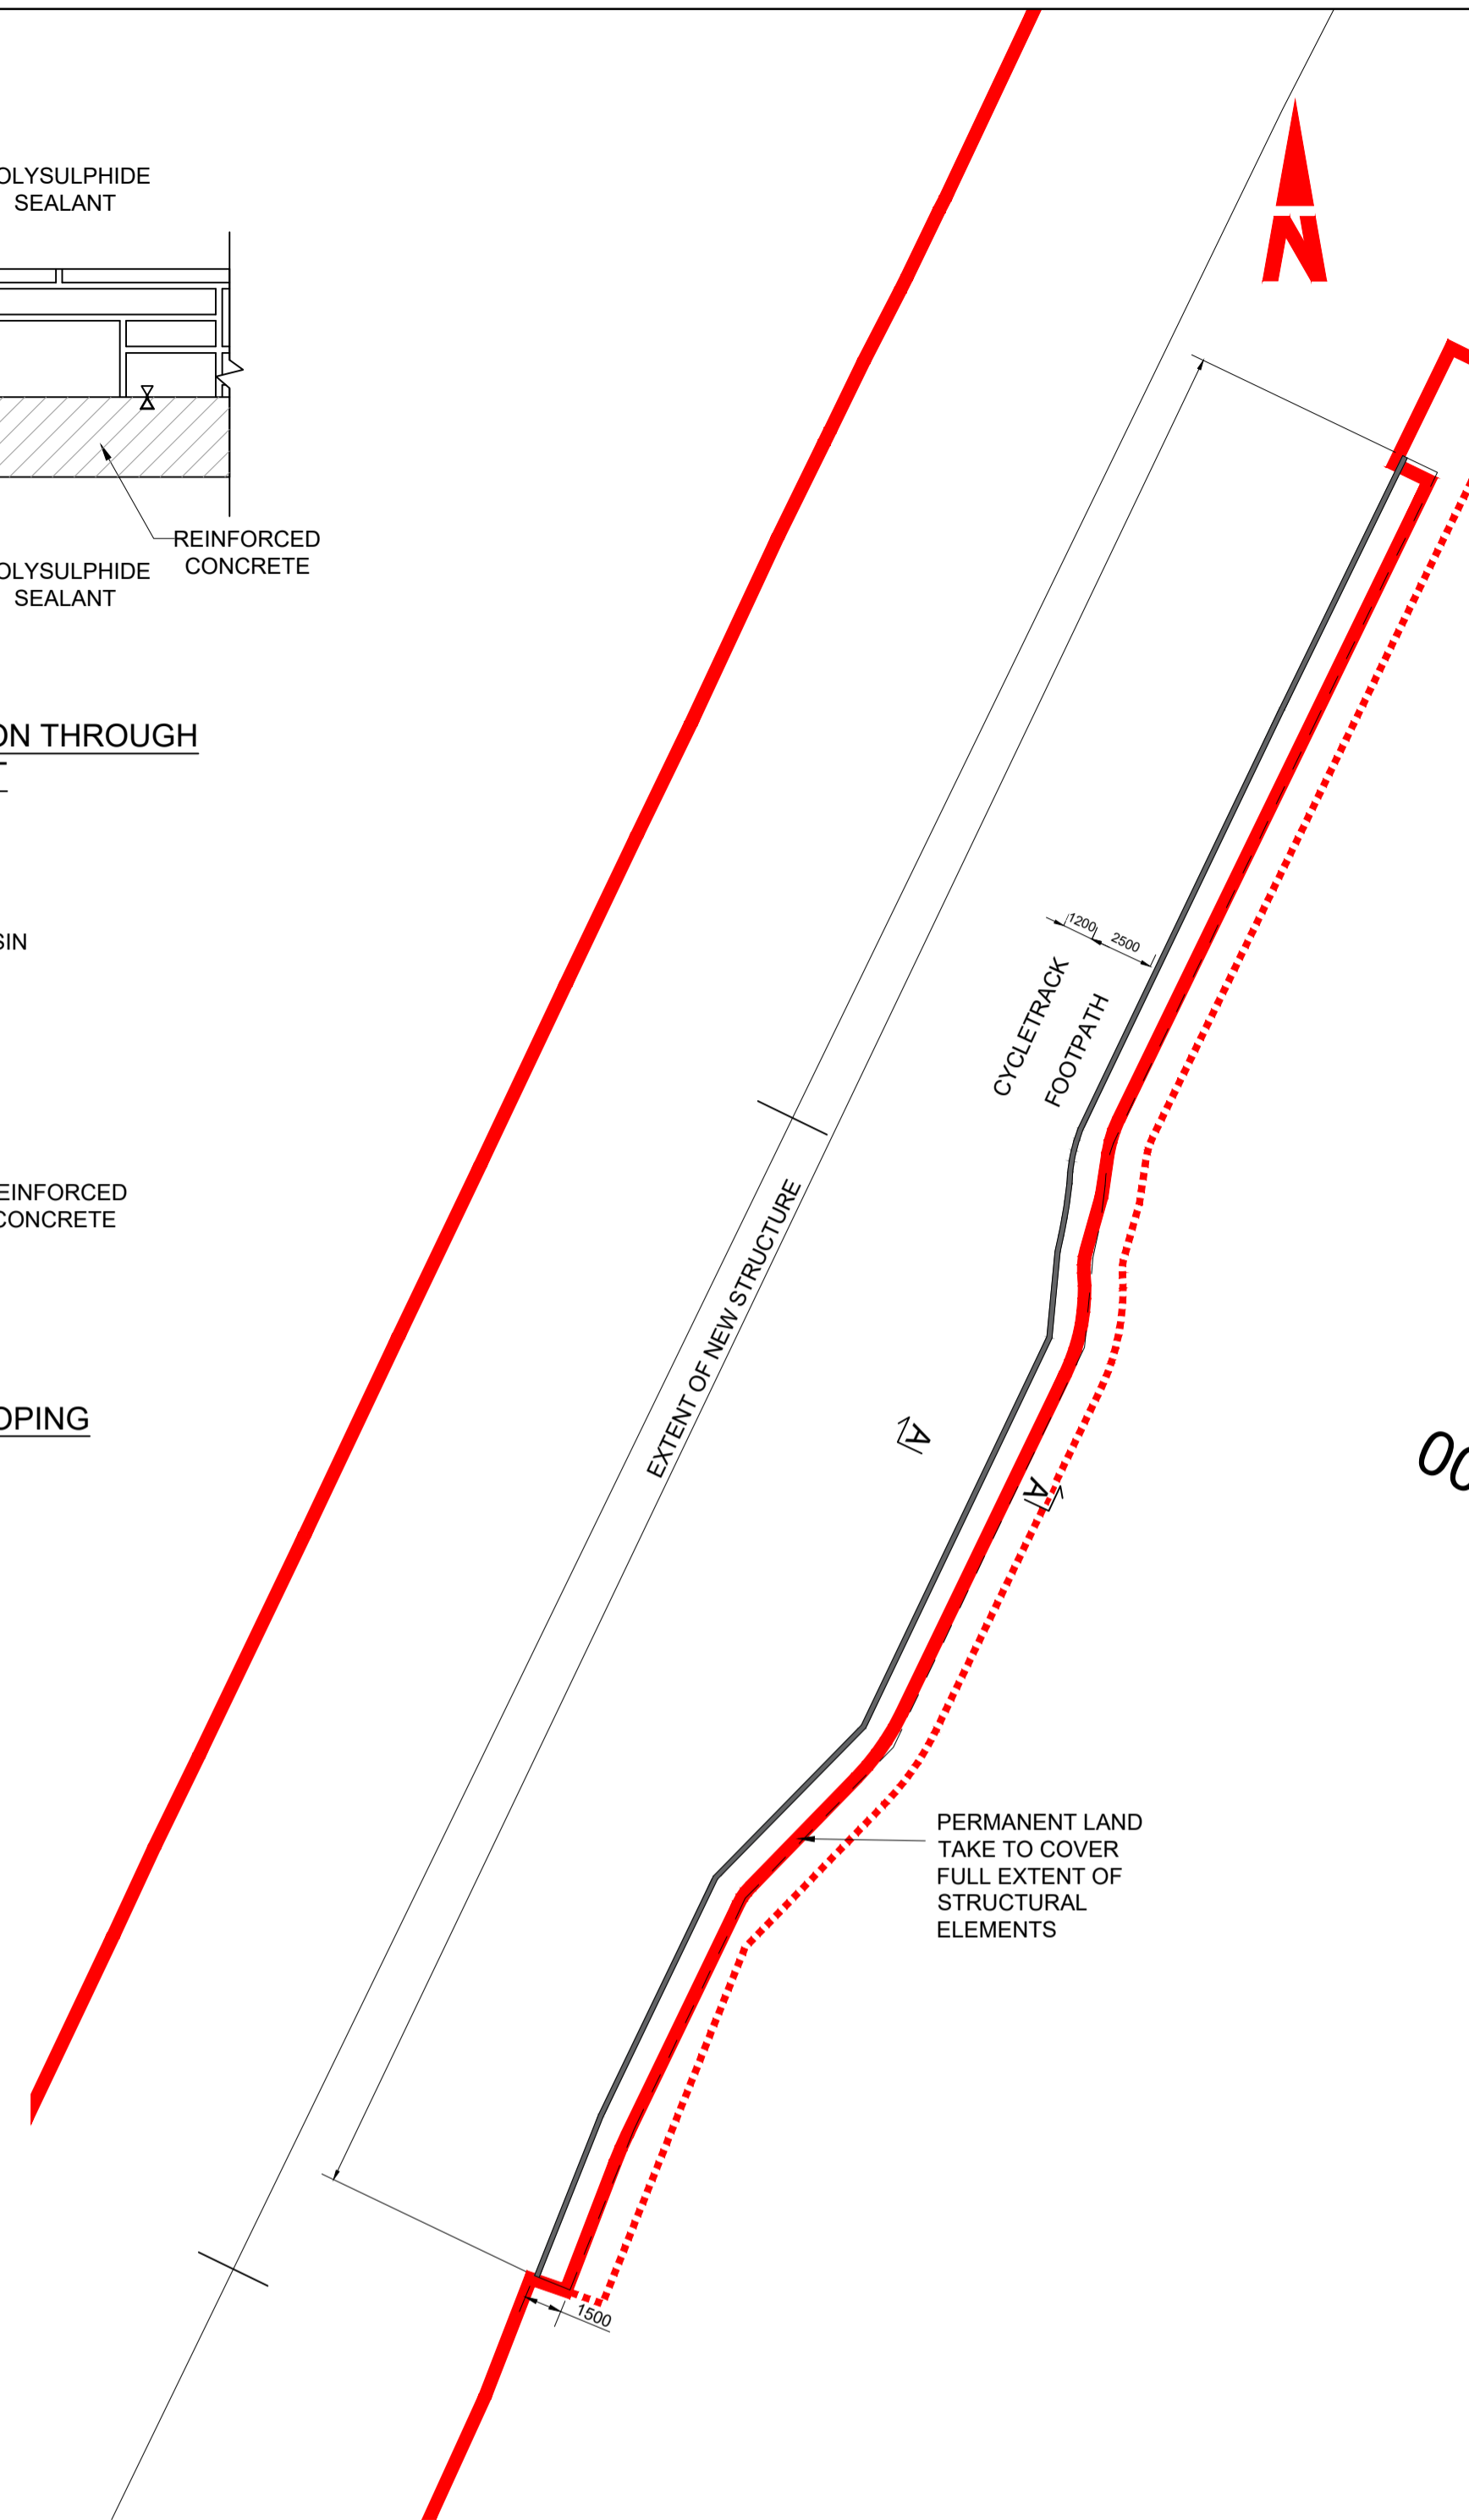 OLYSULPHIDE
SEALANT
N
REINFORCED
CONCRETE
OLYSULPHIDE
SEALANT
ON THROUGH
SIN
1200
2500
CYCLETRACK
FOOTPATH
EINFORCED
CONCRETE
EXTENT OF NEW STRUCTURE
OPING
A
A
00
PERMANENT LAND
TAKE TO COVER
FULL EXTENT OF
STRUCTURAL
ELEMENTS
1500